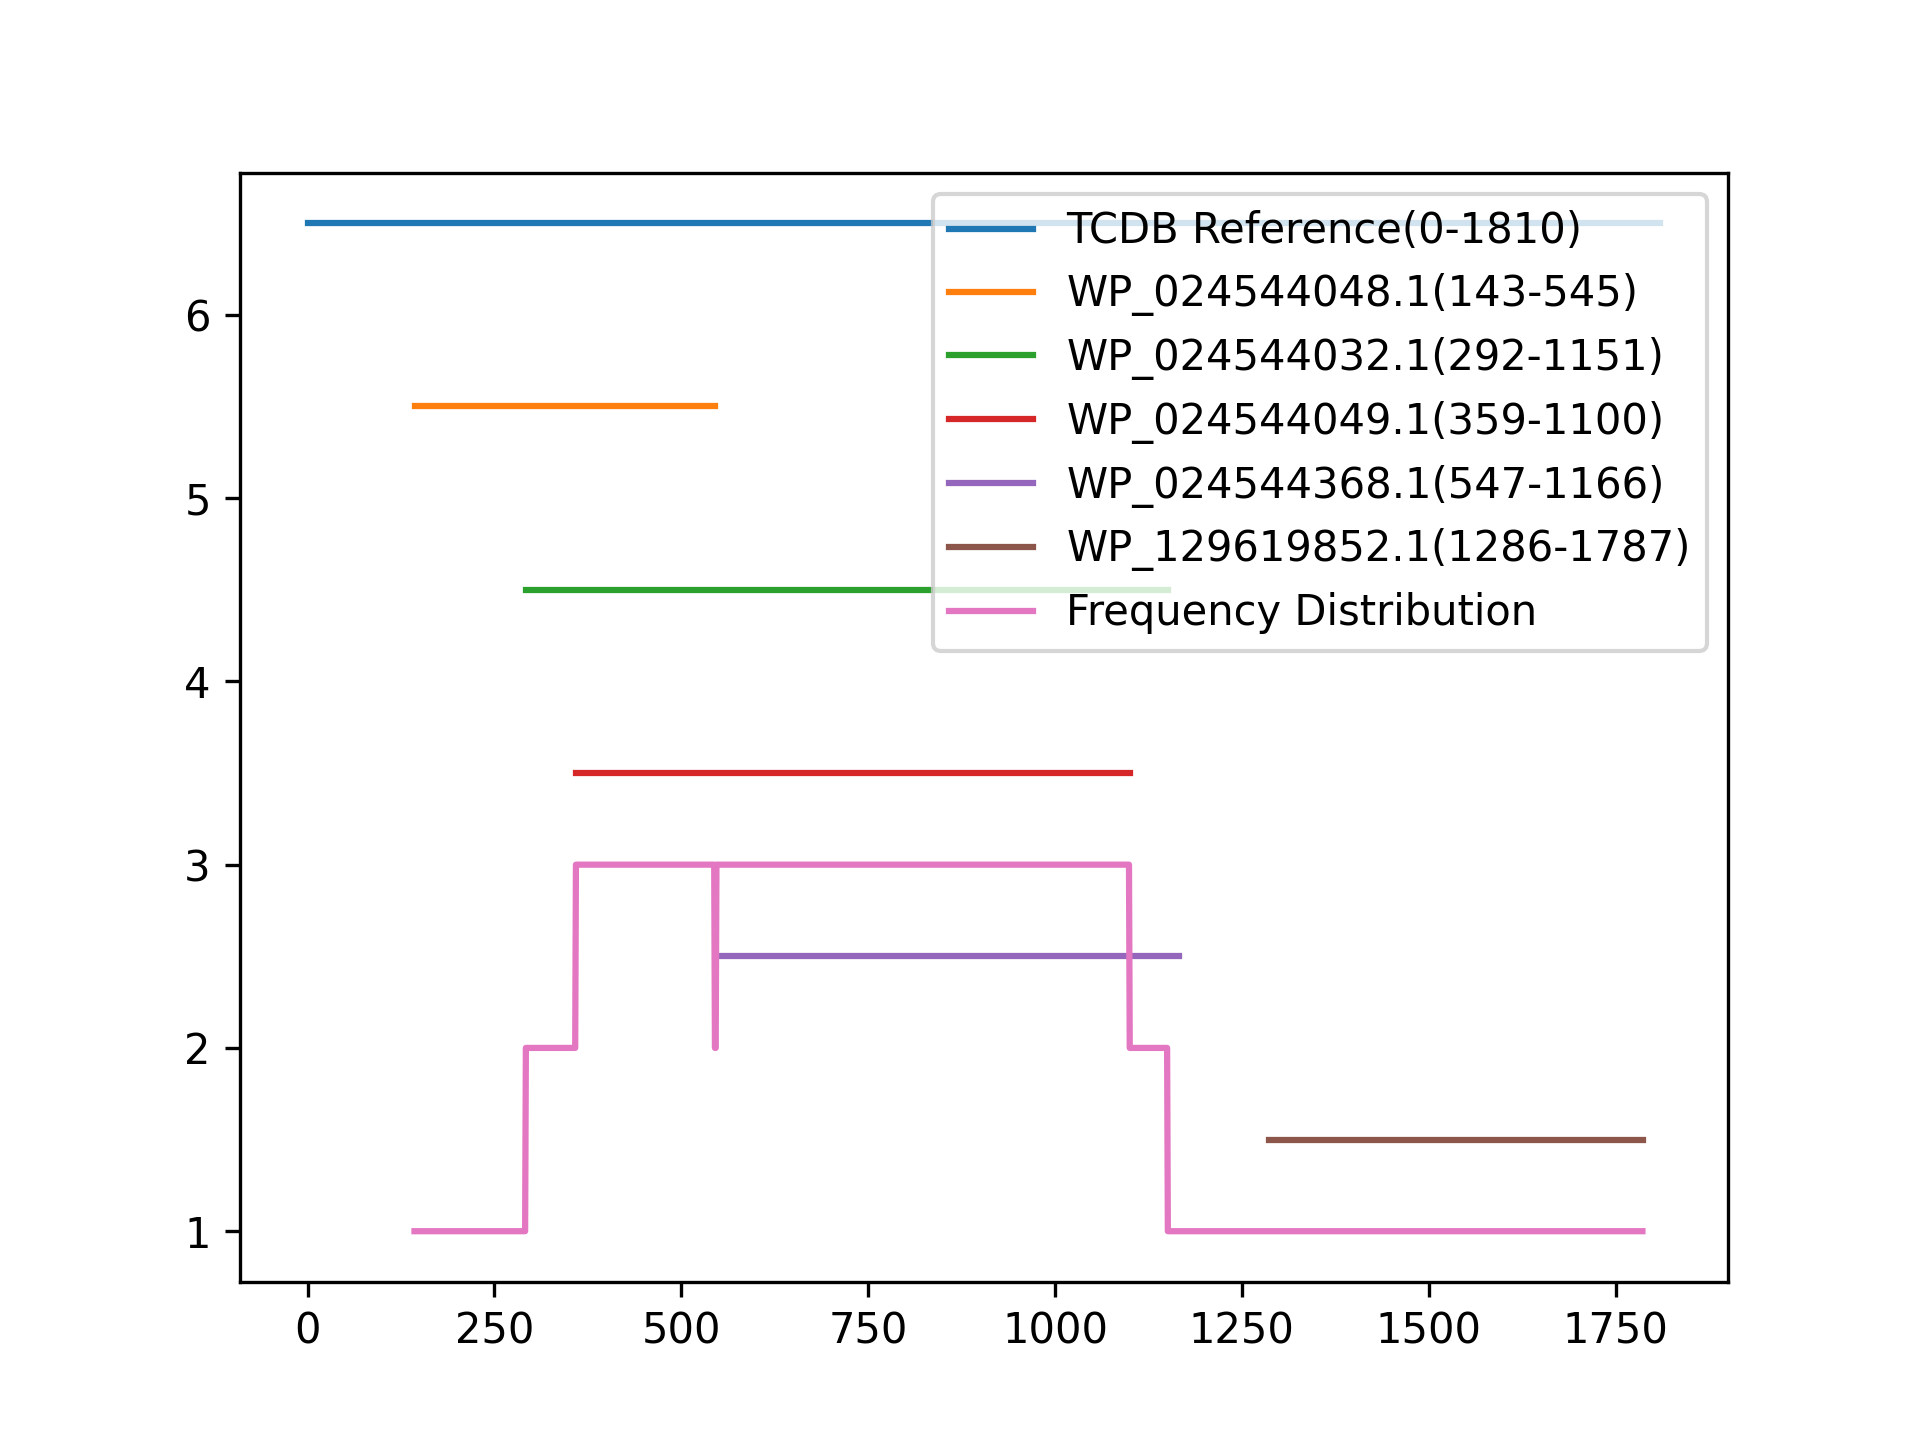 TCDB Reference(0-1810)
WP_024544048.1(143-545)
WP_024544032.1(292-1151)
WP_024544049.1(359-1100)
WP_024544368.1(547-1166)
WP_129619852.1(1286-1787)
Frequency Distribution
6
5
4
3
2
1
0 250 500 750 1000 1250 1500 1750